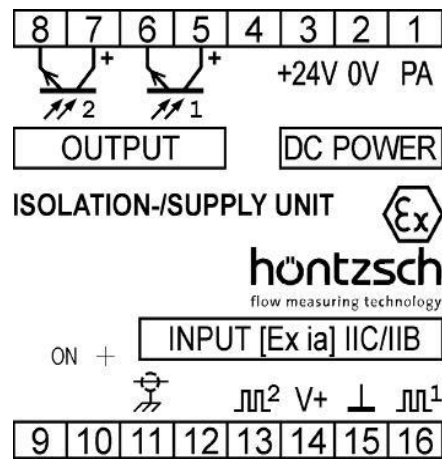 8 7 6 5 4 3 2 1
+ + +24V 0V PA
2 1
OUTPUT DC POWER
ISOLATION-/SUPPLY UNIT
Ex
höntzsch
flow measuring technology
INPUT [Ex ia] IIC/IIB
ON +
2 V+ 1
9 10 11 12 13 14 15 16